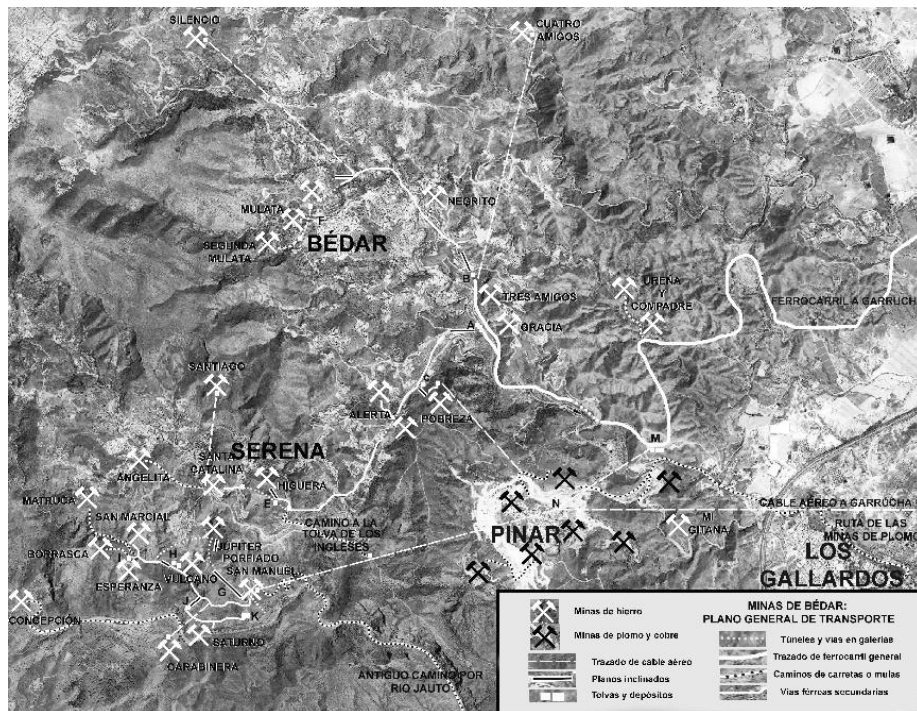 SILENCIO
CUATRO
AMIGOS
MULATA
NEGRITO
F
SEGUNDA
MULATA
BÉDAR
B
UREÑA
Y
COMPADRE
TRES AMIGOS
FERROCARRIL A GARRUCH
A
GRACIA
SANTIAGO
C
ALERTA
POBREZA
M
SERENA
SANTA
CATALINA
ANGELITA
HIGUERA
MATRUCA
E
N
CABLE AÉREO A GARRUCHA
SAN MARCIAL
CAMINO A LA
TOLVA DE LOS
INGLESES
PINAR
MI
GITANA
RUTA DE LAS
MINAS DE PLOMO
BORRASCA
JUPITER
I
H
PORFIADO
SAN MANUEL
LOS
GALLARDOS
ESPERANZA
VULCANO
G
J
K
CONCEPCIÓN
SATURNO
CARABINERA
ANTIGUO CAMINO POR
RÍO JAUTO
Minas de hierro
Minas de plomo y cobre
Trazado de cable aéreo
Planos inclinados
Tolvas y depósitos
MINAS DE BÉDAR:
PLANO GENERAL DE TRANSPORTE
Túneles y vías en galerías
Trazado de ferrocarril general
Caminos de carretas o mulas
Vías férreas secundarias